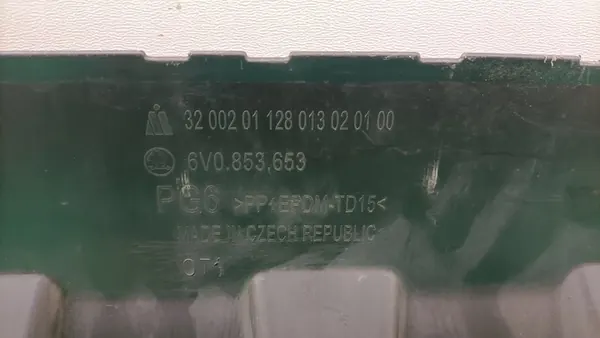 32 002 01 128 013 02 01 00
6V0.853,653
PG6 >PP+EPDM-TD15<
MADE IN CZECH REPUBLIC
OT1